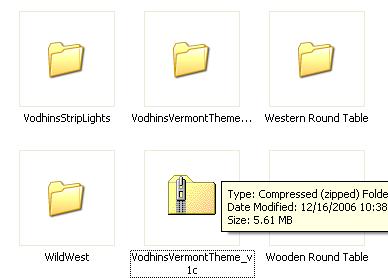 VodhinsStripLights
VodhinsVermontTheme...
Western Round Table
Type: Compressed (zipped) Folde
Date Modified: 12/16/2006 10:38
Size: 5.61 MB
WildWest
VodhinsVermontTheme_v
1c
Wooden Round Table